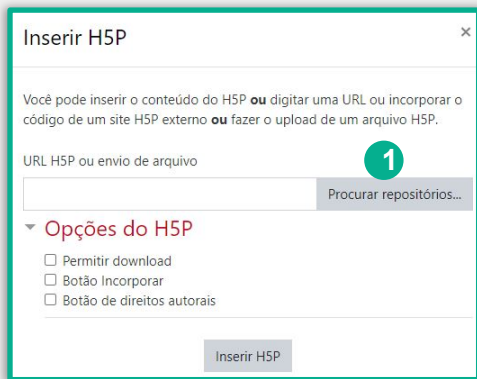 Inserir H5P
×
Você pode inserir o conteúdo do H5P ou digitar uma URL ou incorporar o
código de um site H5P externo ou fazer o upload de um arquivo H5P.
URL H5P ou envio de arquivo
1
Procurar repositórios...
Opções do H5P
Permitir download
Botão Incorporar
Botão de direitos autorais
Inserir H5P